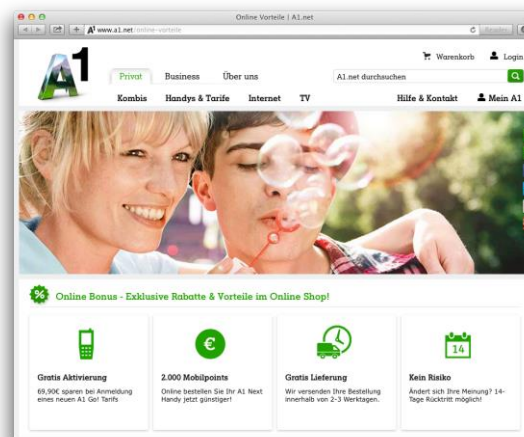 Online Vorteile | A1.net
www.a1.net/online-vorteile
Reader
A1
Warenkorb
Login
Privat
Business
Über uns
A1.net durchsuchen
Kombis
Handys & Tarife
Internet
TV
Hilfe & Kontakt
Mein A1
%
Online Bonus - Exklusive Rabatte & Vorteile im Online Shop!
Gratis Aktivierung
69,90€ sparen bei Anmeldung
eines neuen A1 Go! Tarifs
€
2.000 Mobilpoints
Online bestellen Sie Ihr A1 Next
Handy jetzt günstiger!
Gratis Lieferung
Wir versenden Ihre Bestellung
innerhalb von 2-3 Werktagen.
14
Kein Risiko
Ändert sich Ihre Meinung? 14-
Tage Rücktritt möglich!